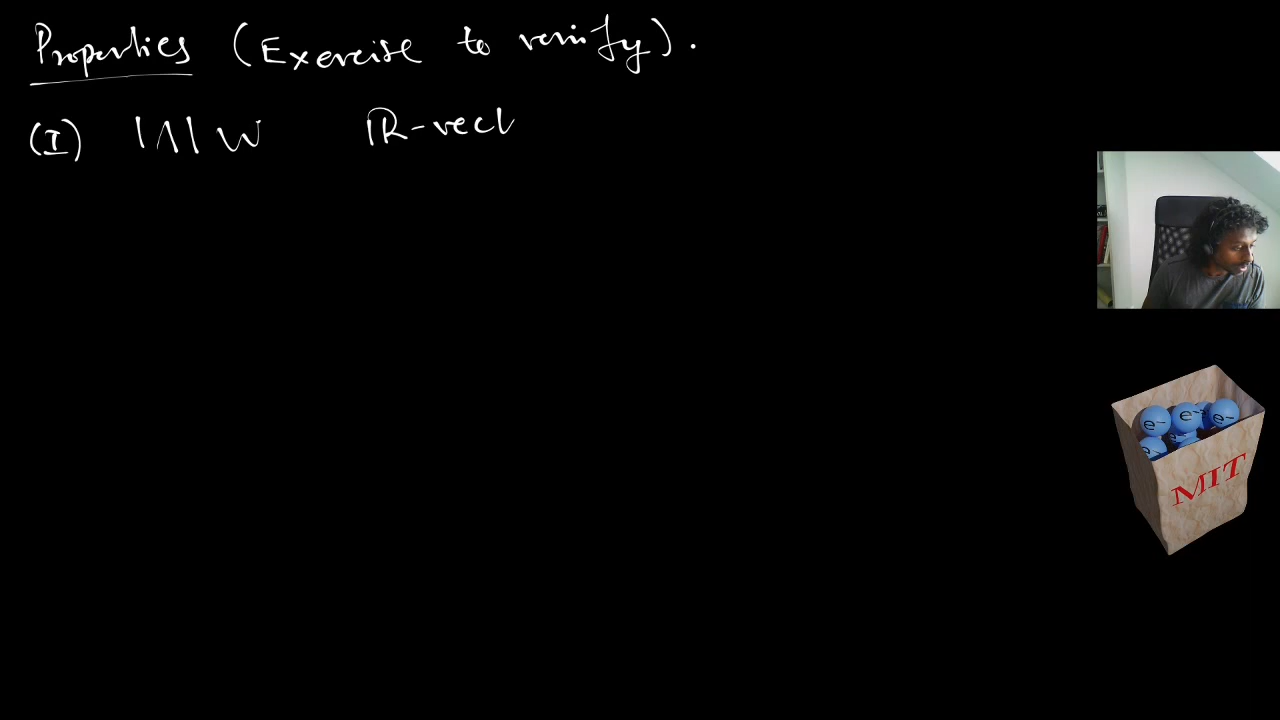 Properties (Exercise to verify).
(I) W R-vect
e⁻ e⁻ e⁻
e⁻ e⁻
MIT